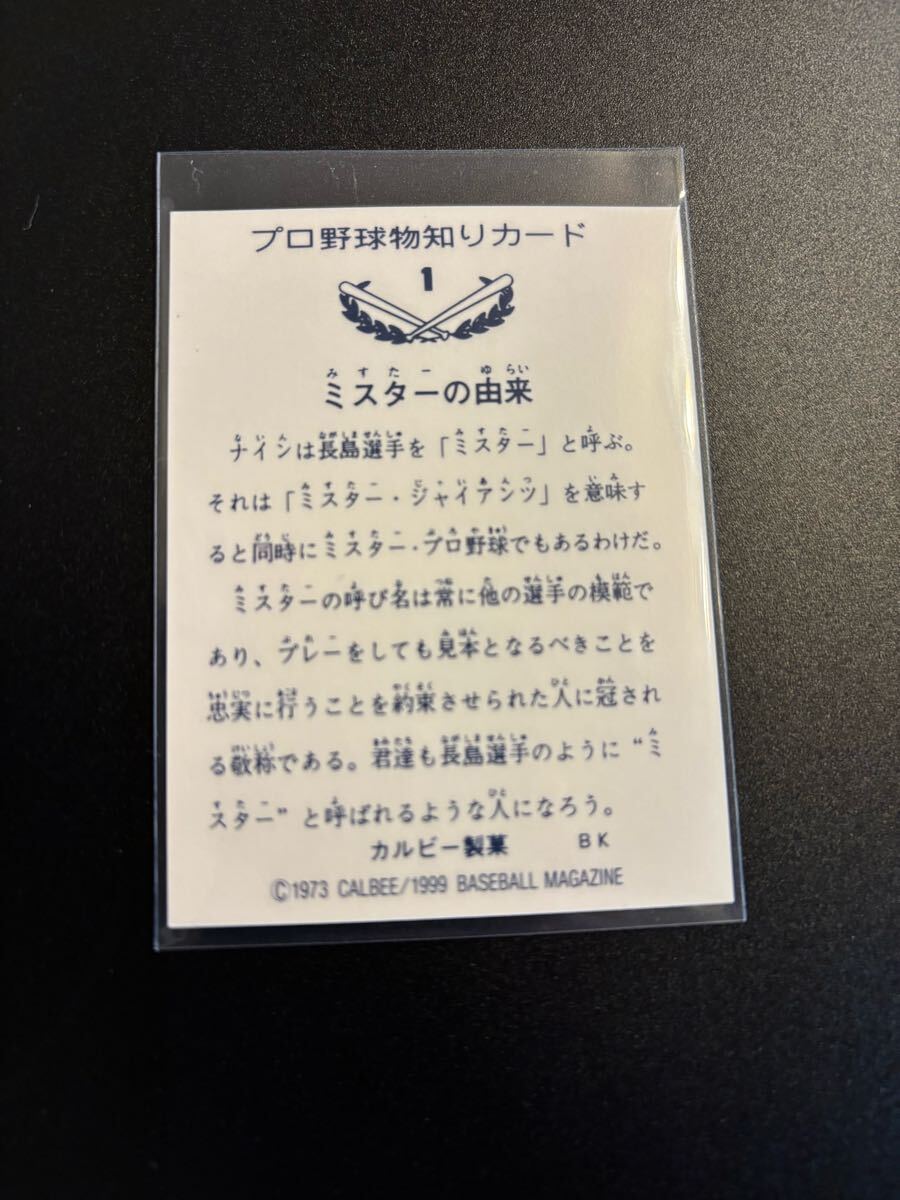 プロ野球物知りカード
1
ミスターの由来
ナインは長島選手を「ミスター」と呼ぶ。
それは「ミスター・ジャイアンツ」を意味す
ると同時にミスター・プロ野球でもあるわけだ。
ミスターの呼び名は常に他の選手の模範で
あり、プレーをしても見本となるべきことを
忠実に行うことを約束させられた人に冠され
る敬称である。君達も長島選手のように“ミ
スター”と呼ばれるような人になろう。
カルビー製菓 BK
©1973 CALBEE/1999 BASEBALL MAGAZINE